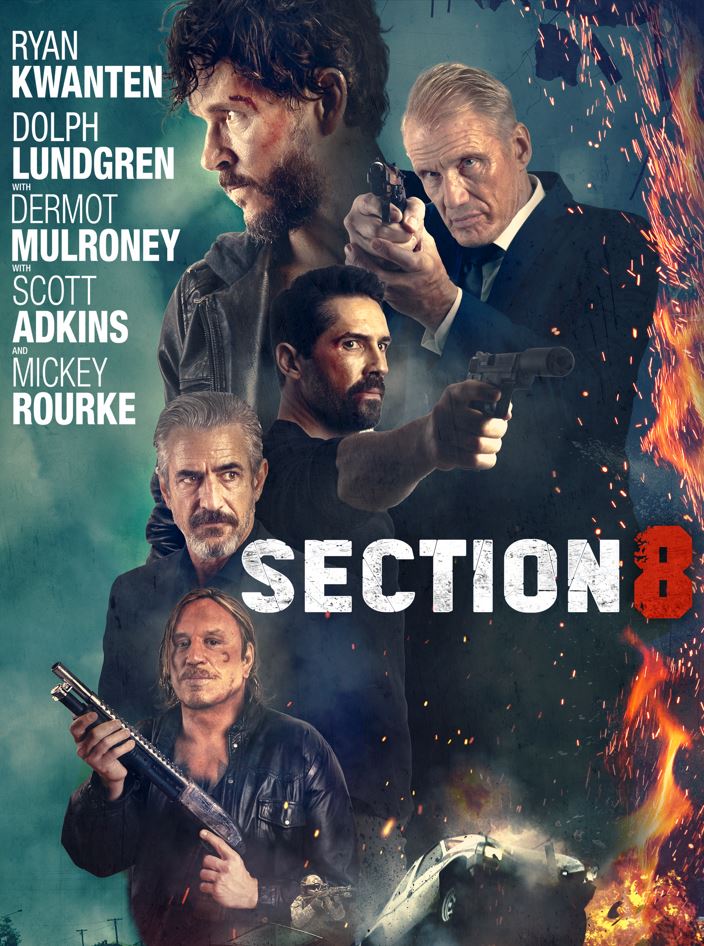 RYAN
KWANTEN
DOLPH
LUNDGREN
WITH
DERMOT
MULRONEY
WITH
SCOTT
ADKINS
AND
MICKEY
ROURKE
SECTION 8